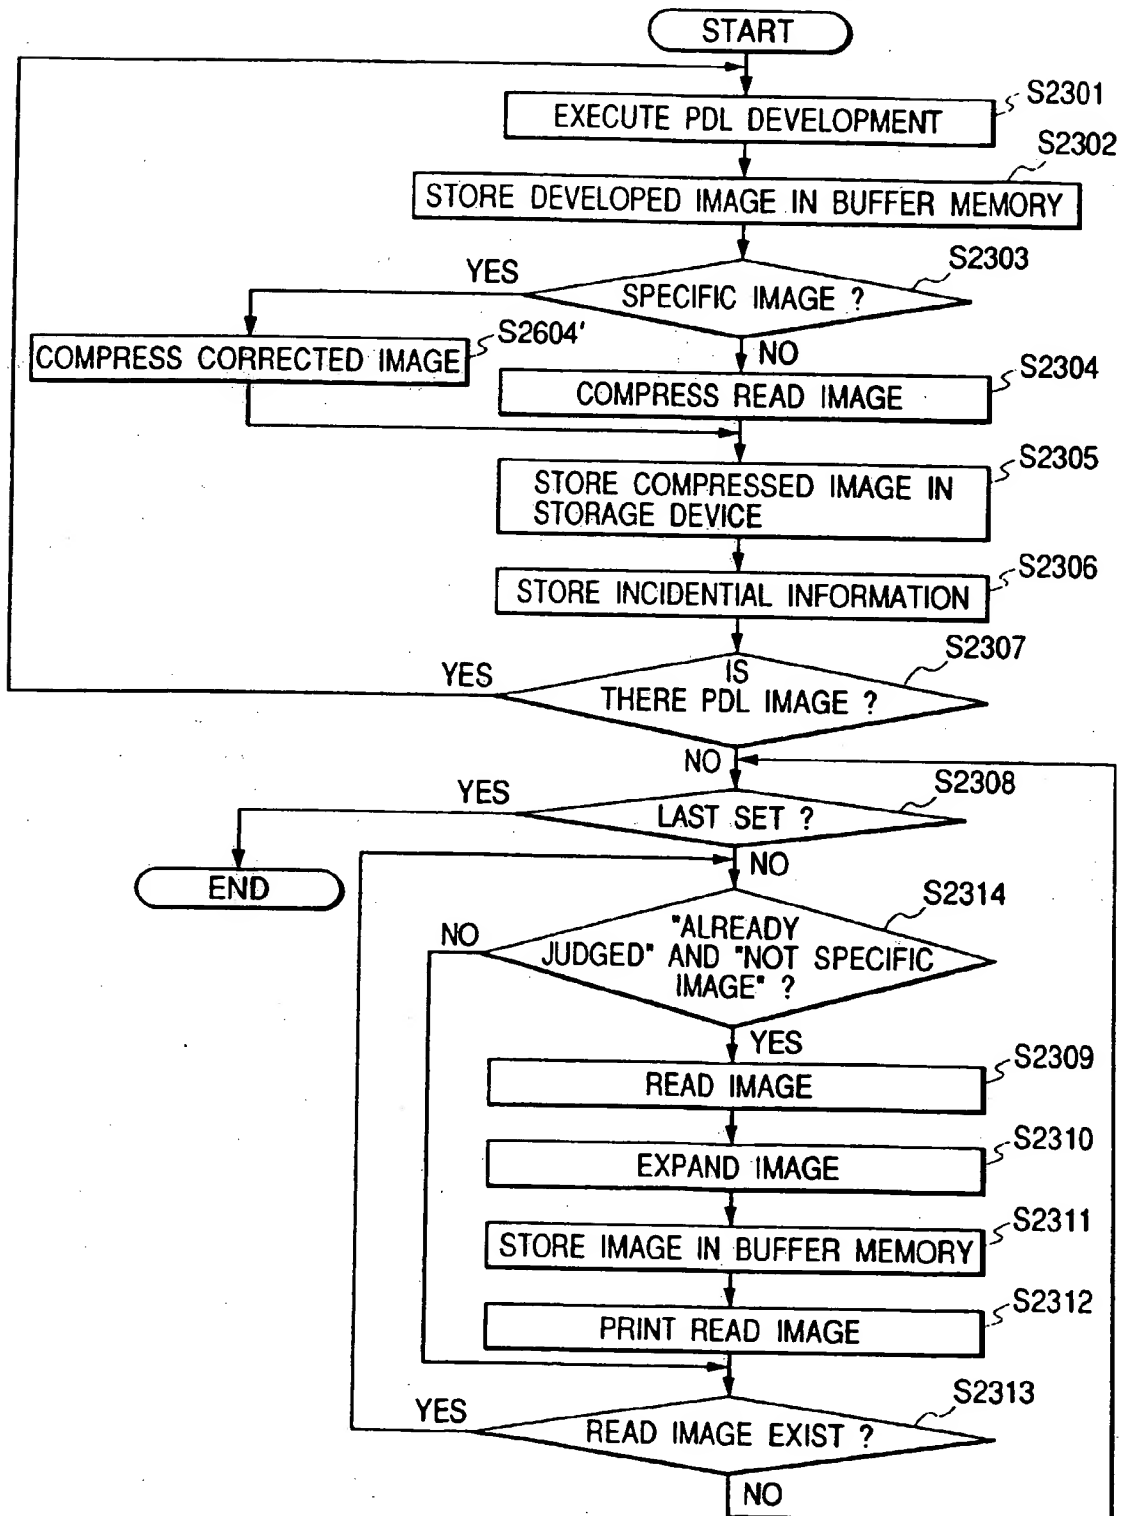 START
S2301
EXECUTE PDL DEVELOPMENT
S2302
STORE DEVELOPED IMAGE IN BUFFER MEMORY
S2303
YES
SPECIFIC IMAGE ?
S2604'
NO
COMPRESS CORRECTED IMAGE
S2304
COMPRESS READ IMAGE
S2305
STORE COMPRESSED IMAGE IN
STORAGE DEVICE
S2306
STORE INCIDENTIAL INFORMATION
S2307
YES
IS
THERE PDL IMAGE ?
NO
S2308
YES
LAST SET ?
NO
END
S2314
NO
"ALREADY
JUDGED" AND "NOT SPECIFIC
IMAGE" ?
YES
S2309
READ IMAGE
S2310
EXPAND IMAGE
S2311
STORE IMAGE IN BUFFER MEMORY
S2312
PRINT READ IMAGE
S2313
YES
READ IMAGE EXIST ?
NO